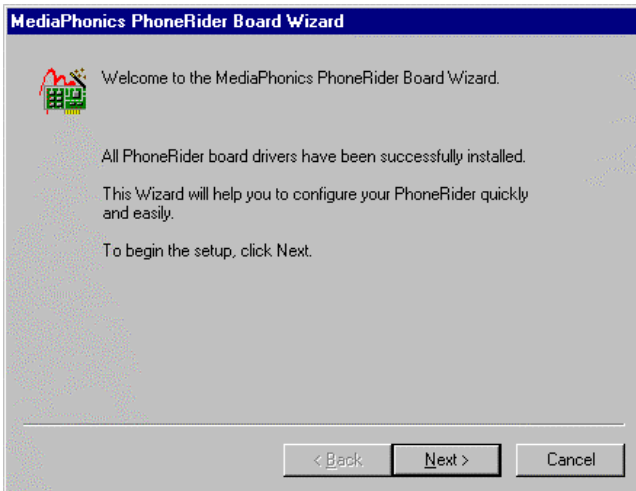 MediaPhonics PhoneRider Board Wizard
Welcome to the MediaPhonics PhoneRider Board Wizard.
All PhoneRider board drivers have been successfully installed.
This Wizard will help you to configure your PhoneRider quickly
and easily.
To begin the setup, click Next.
< Back
Next >
Cancel